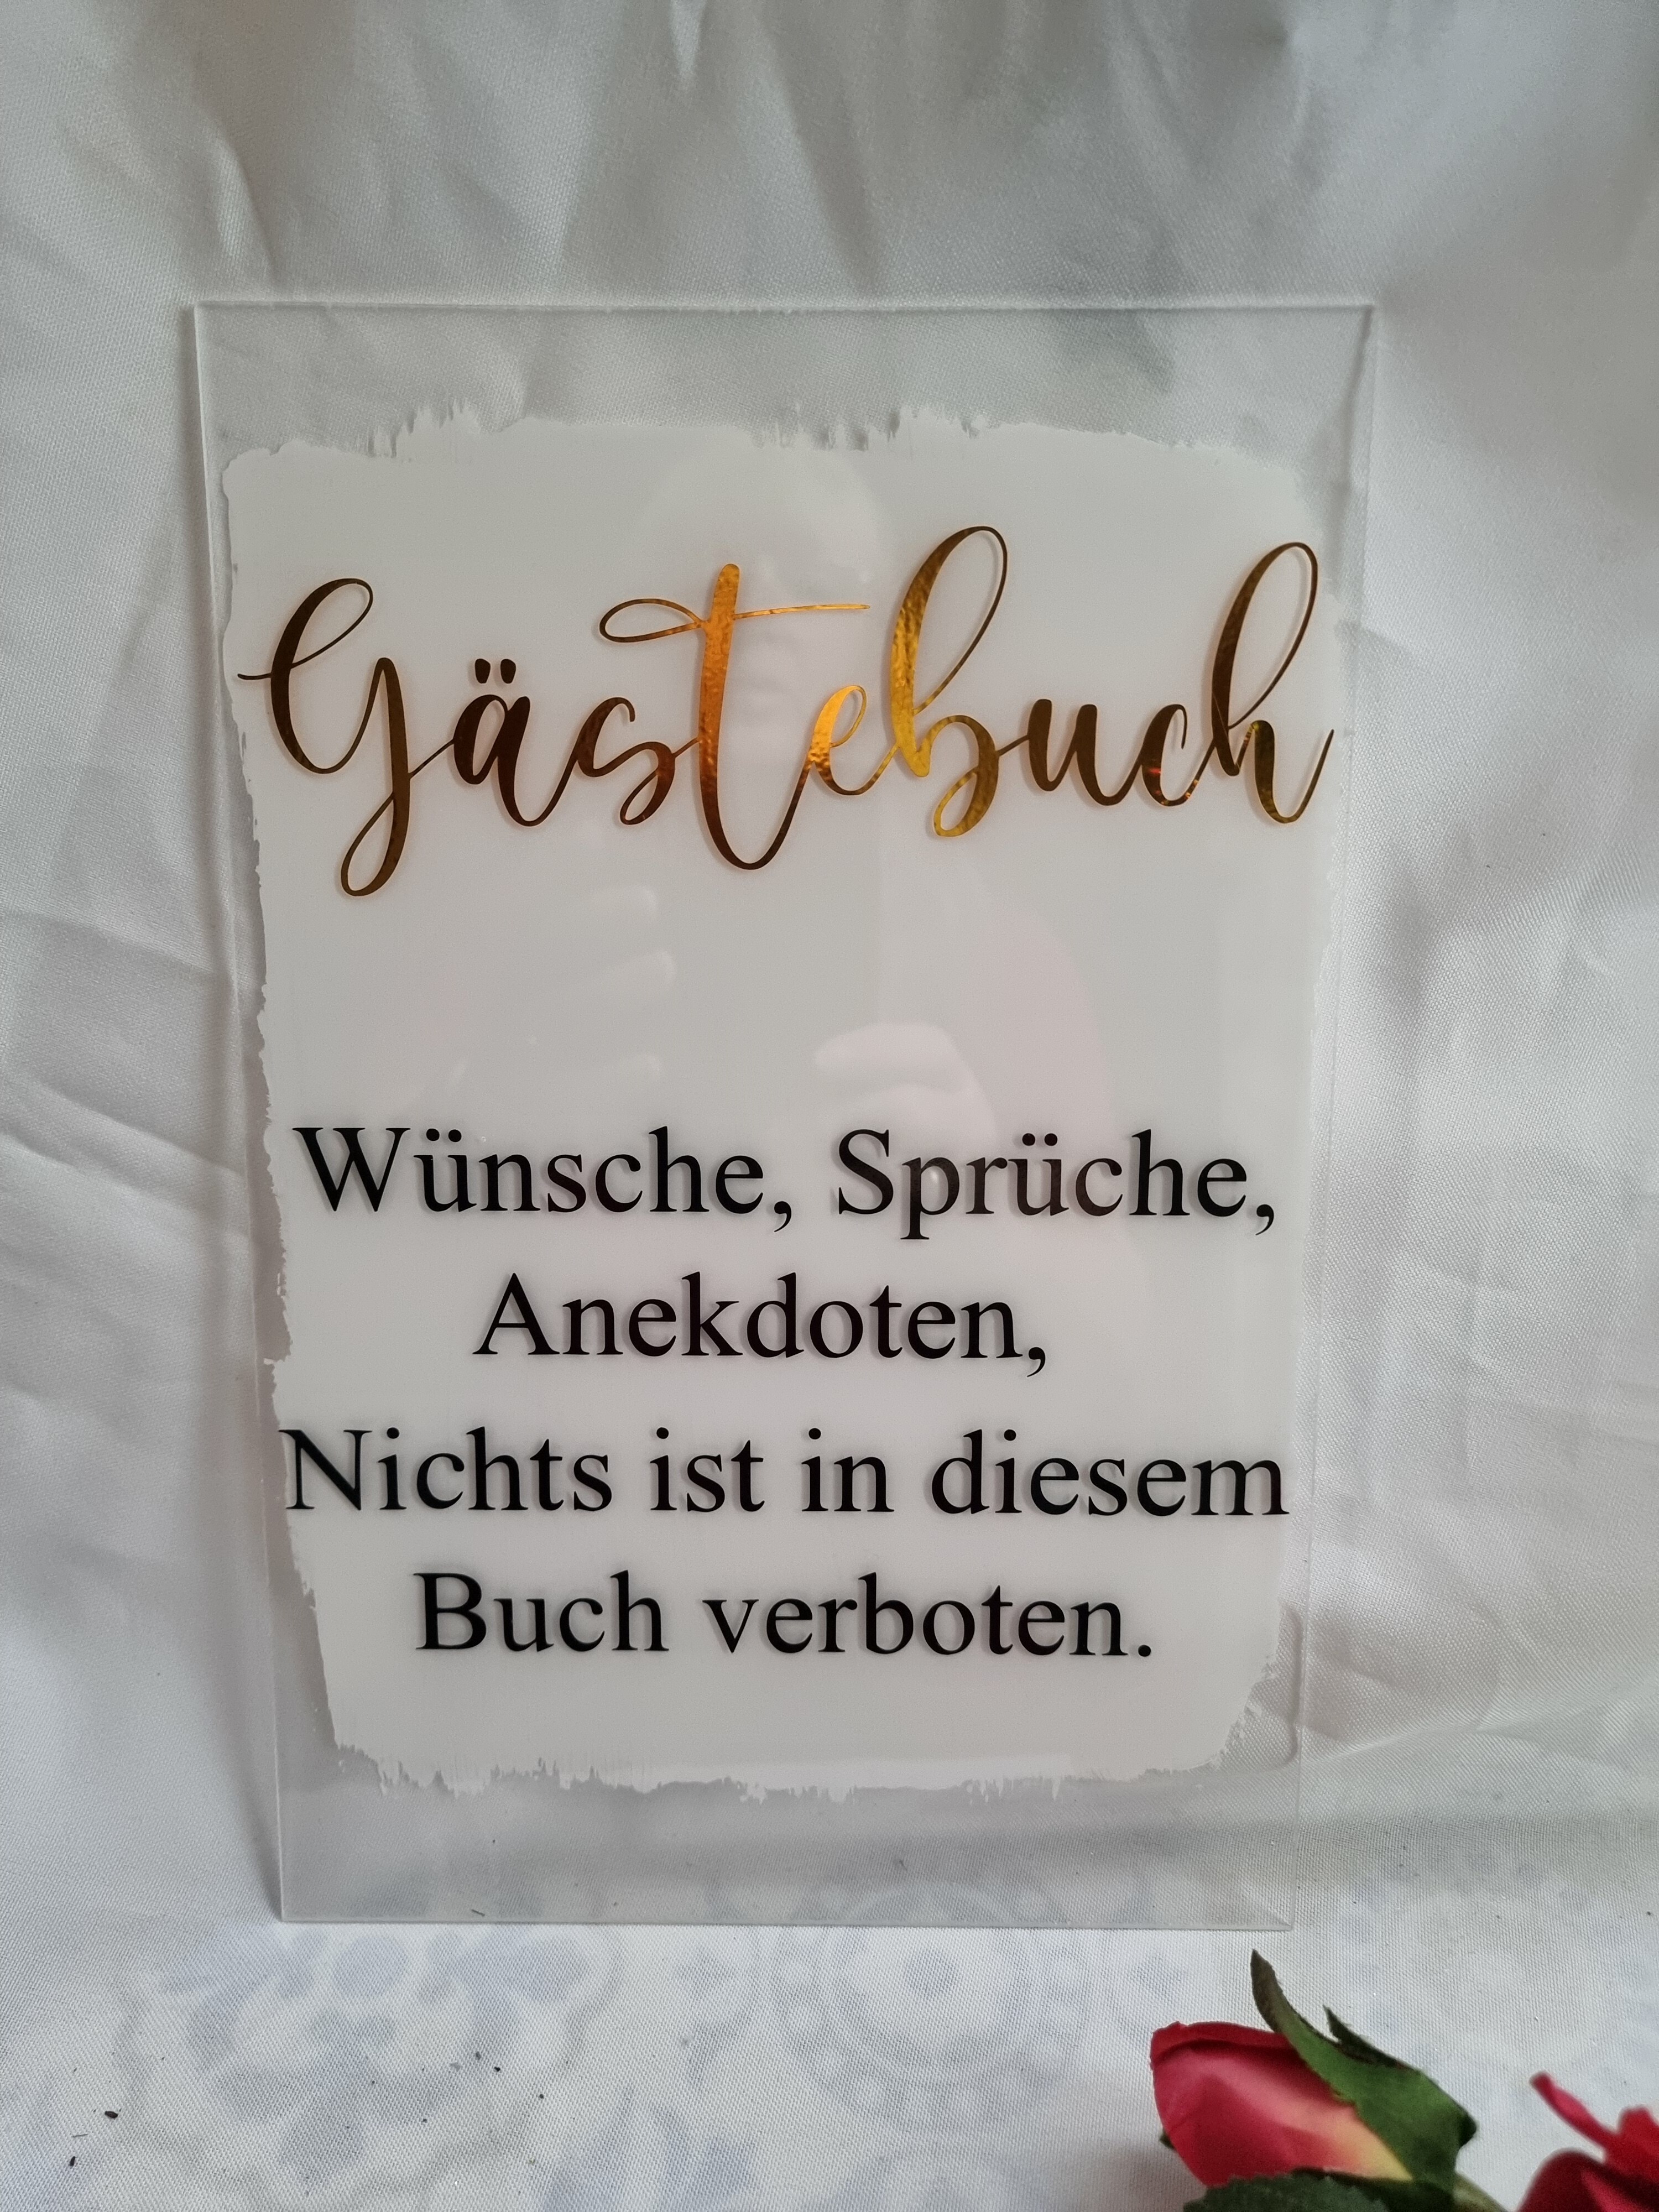 Gästebuch
Wünsche, Sprüche,
Anekdoten,
Nichts ist in diesem
Buch verboten.